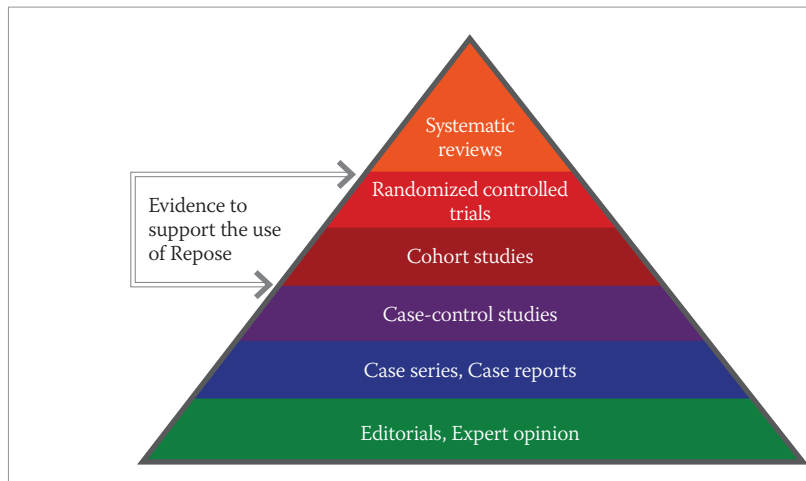 Systematic
reviews
Randomized controlled
trials
Evidence to
support the use
of Repose
Cohort studies
Case-control studies
Case series, Case reports
Editorials, Expert opinion